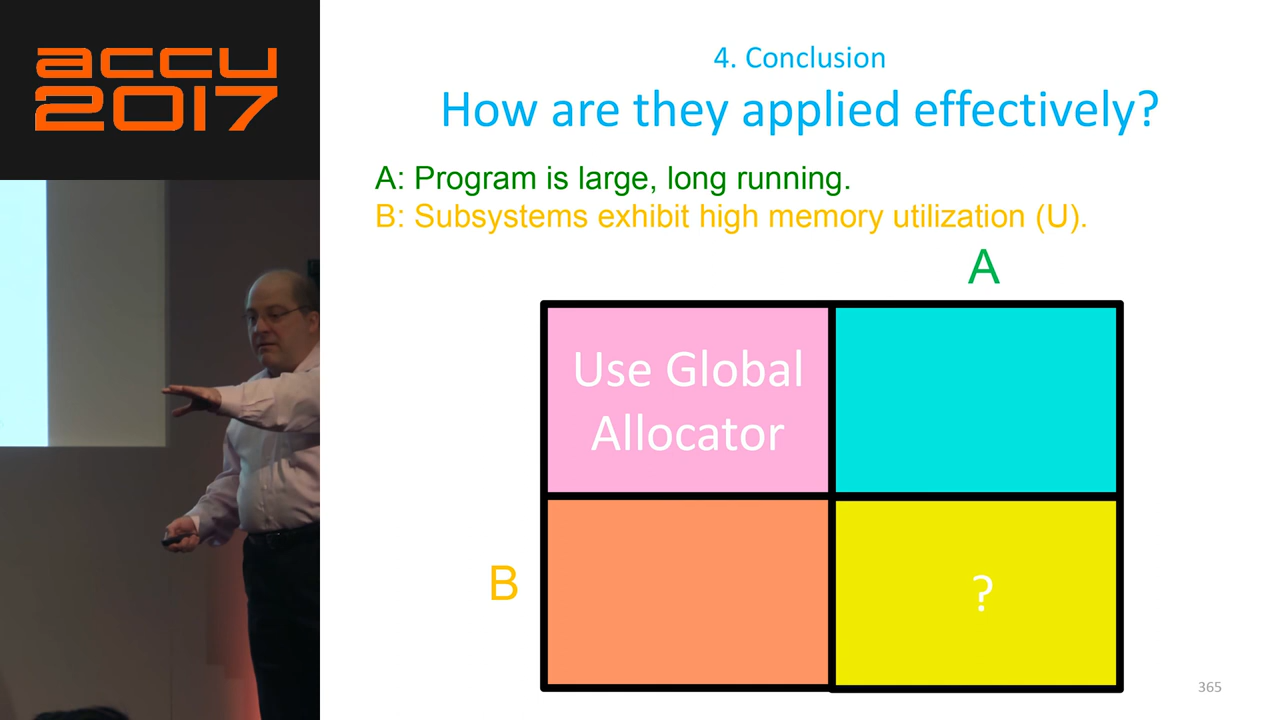 accu
2017
4. Conclusion
How are they applied effectively?
A: Program is large, long running.
B: Subsystems exhibit high memory utilization (U).
A
Use Global
Allocator
B
?
365